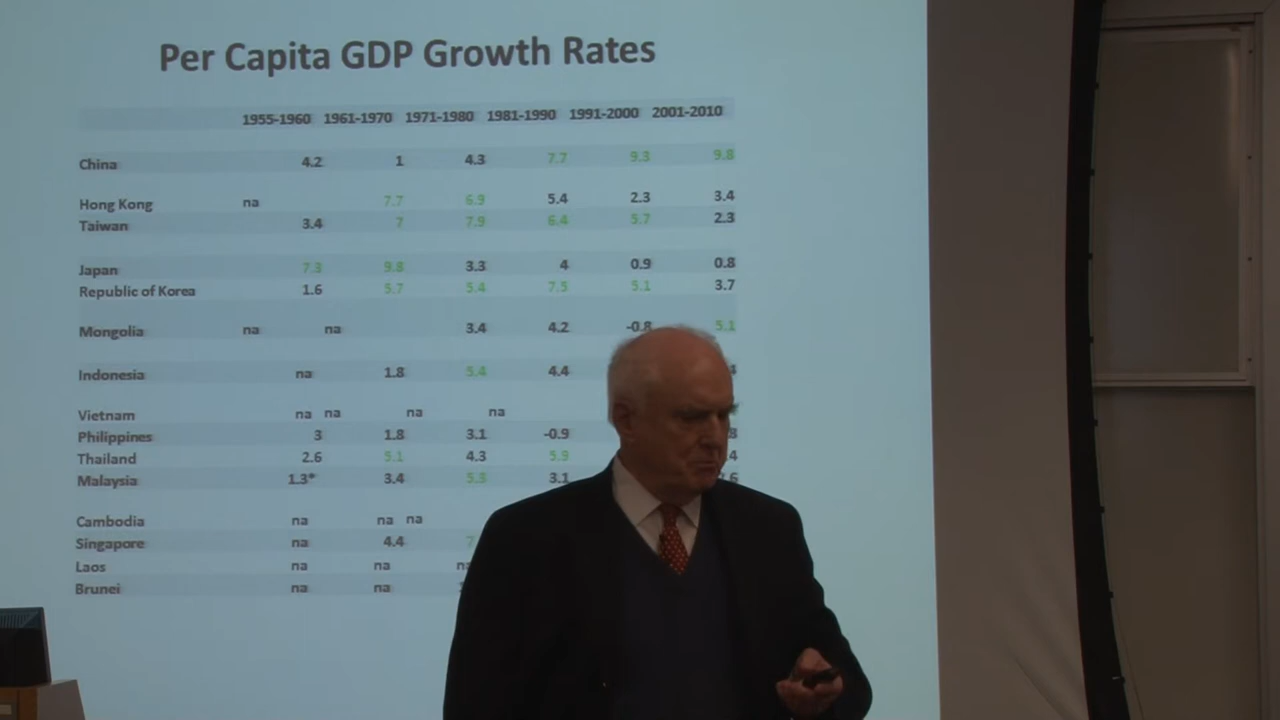 Per Capita GDP Growth Rates
1955-1960 1961-1970 1971-1980 1981-1990 1991-2000 2001-2010
China 4.2 1 4.3 7.7 9.3 9.8
Hong Kong na 7.7 6.9 5.4 2.3 3.4
Taiwan 3.4 7 7.9 6.4 5.7 2.3
Japan 7.3 9.8 3.3 4 0.9 0.8
Republic of Korea 1.6 5.7 5.4 7.5 5.1 3.7
Mongolia na na 3.4 4.2 -0.8 5.1
Indonesia na 1.8 5.4 4.4
Vietnam na na na na
Philippines 3 1.8 3.1 -0.9
Thailand 2.6 5.1 4.3 5.9
Malaysia 1.3* 3.4 5.3 3.1
Cambodia na na na
Singapore na 4.4
Laos na na
Brunei na na